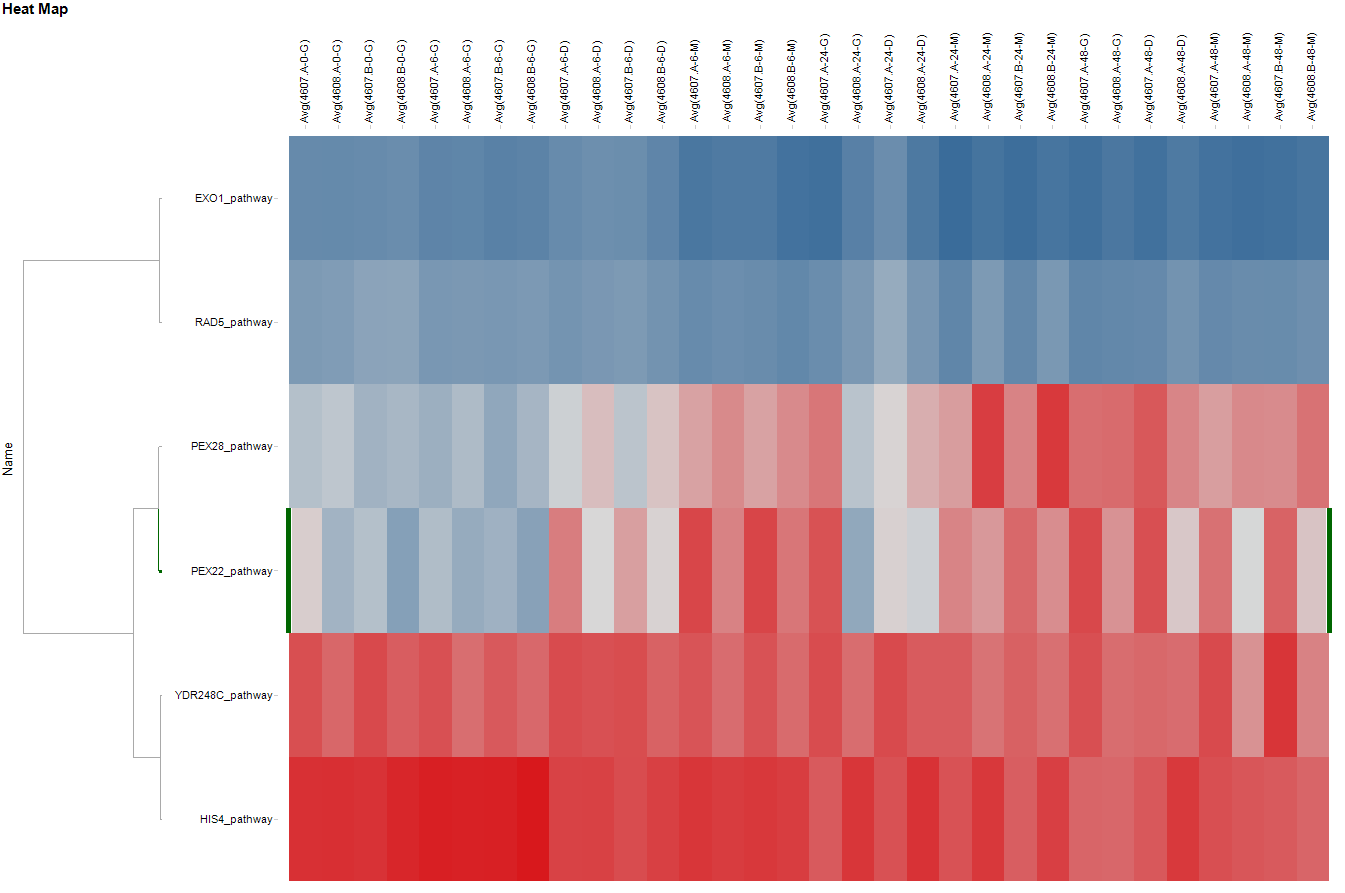 Heat Map
Avg(4607.A-0-G)
Avg(4608.A-0-G)
Avg(4607.B-0-G)
Avg(4608.B-0-G)
Avg(4607.A-6-G)
Avg(4608.A-6-G)
Avg(4607.B-6-G)
Avg(4608.B-6-G)
Avg(4607.A-6-D)
Avg(4608.A-6-D)
Avg(4607.B-6-D)
Avg(4608.B-6-D)
Avg(4607.A-6-M)
Avg(4608.A-6-M)
Avg(4607.B-6-M)
Avg(4608.B-6-M)
Avg(4607.A-24-G)
Avg(4608.A-24-G)
Avg(4607.A-24-D)
Avg(4608.A-24-D)
Avg(4607.A-24-M)
Avg(4608.A-24-M)
Avg(4607.B-24-M)
Avg(4608.B-24-M)
Avg(4607.A-48-G)
Avg(4608.A-48-G)
Avg(4607.A-48-D)
Avg(4608.A-48-D)
Avg(4607.A-48-M)
Avg(4608.A-48-M)
Avg(4607.B-48-M)
Avg(4608.B-48-M)
Name
EXO1_pathway
RAD5_pathway
PEX28_pathway
PEX22_pathway
YDR248C_pathway
HIS4_pathway